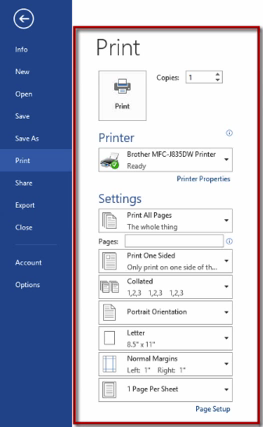 Info
New
Open
Save
Save As
Print
Share
Export
Close
Account
Options
Print
Print
Copies: 1
Printer
Brother MFC-J835DW Printer
Ready
Printer Properties
Settings
Print All Pages
The whole thing
Pages:
Print One Sided
Only print on one side of th...
Collated
1,2,3 1,2,3 1,2,3
Portrait Orientation
Letter
8.5" x 11"
Normal Margins
Left: 1" Right: 1"
1 Page Per Sheet
Page Setup